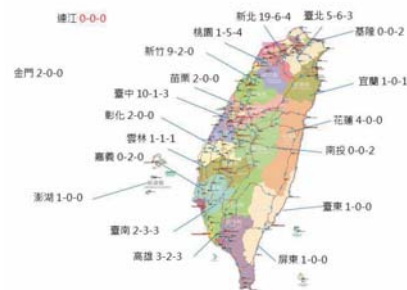 連江 0-0-0
新北 19-6-4
臺北 5-6-3
桃園 1-5-4
基隆 0-0-2
新竹 9-2-0
金門 2-0-0
苗栗 2-0-0
宜蘭 1-0-1
臺中 10-1-3
彰化 2-0-0
花蓮 4-0-0
雲林 1-1-1
南投 0-0-2
嘉義 0-2-0
澎湖 1-0-0
臺東 1-0-0
臺南 2-3-3
高雄 3-2-3
屏東 1-0-0